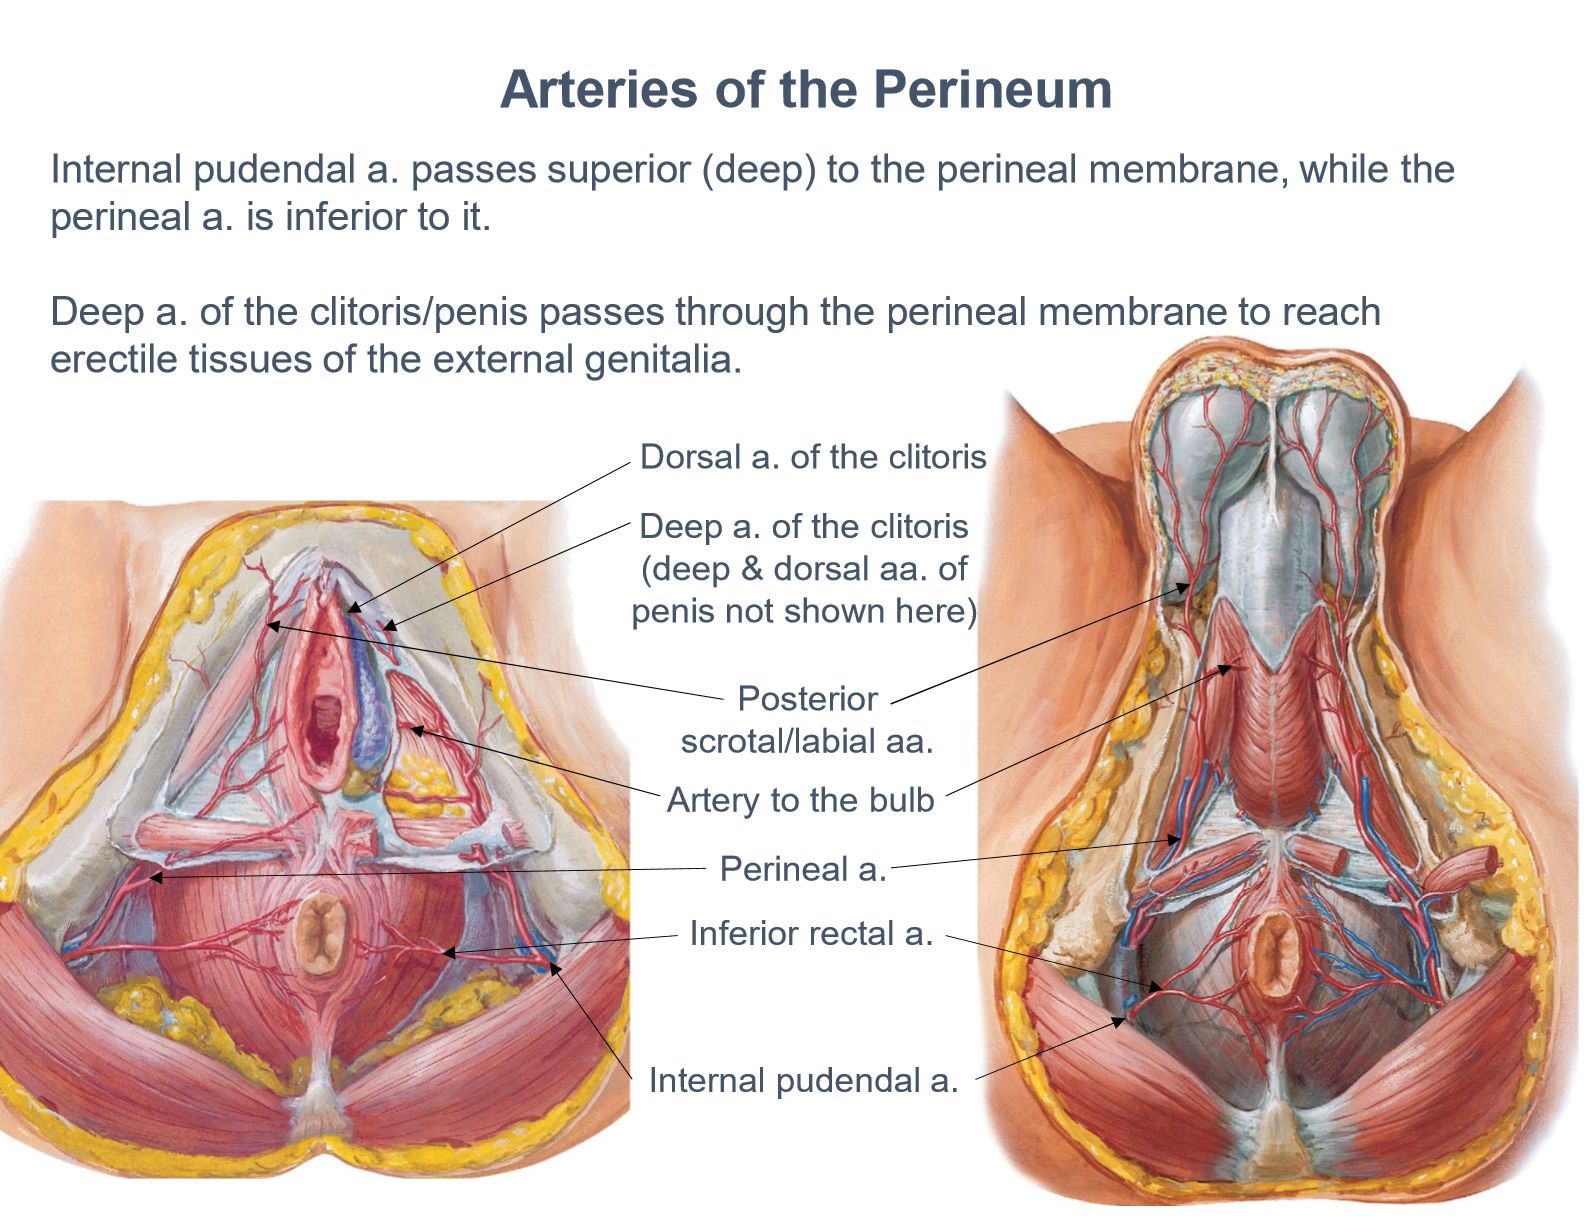 Arteries of the Perineum
Internal pudendal a. passes superior (deep) to the perineal membrane, while the
perineal a. is inferior to it.
Deep a. of the clitoris/penis passes through the perineal membrane to reach
erectile tissues of the external genitalia.
Dorsal a. of the clitoris
Deep a. of the clitoris
(deep & dorsal aa. of
penis not shown here)
Posterior
scrotal/labial aa.
Artery to the bulb
Perineal a.
Inferior rectal a.
Internal pudendal a.